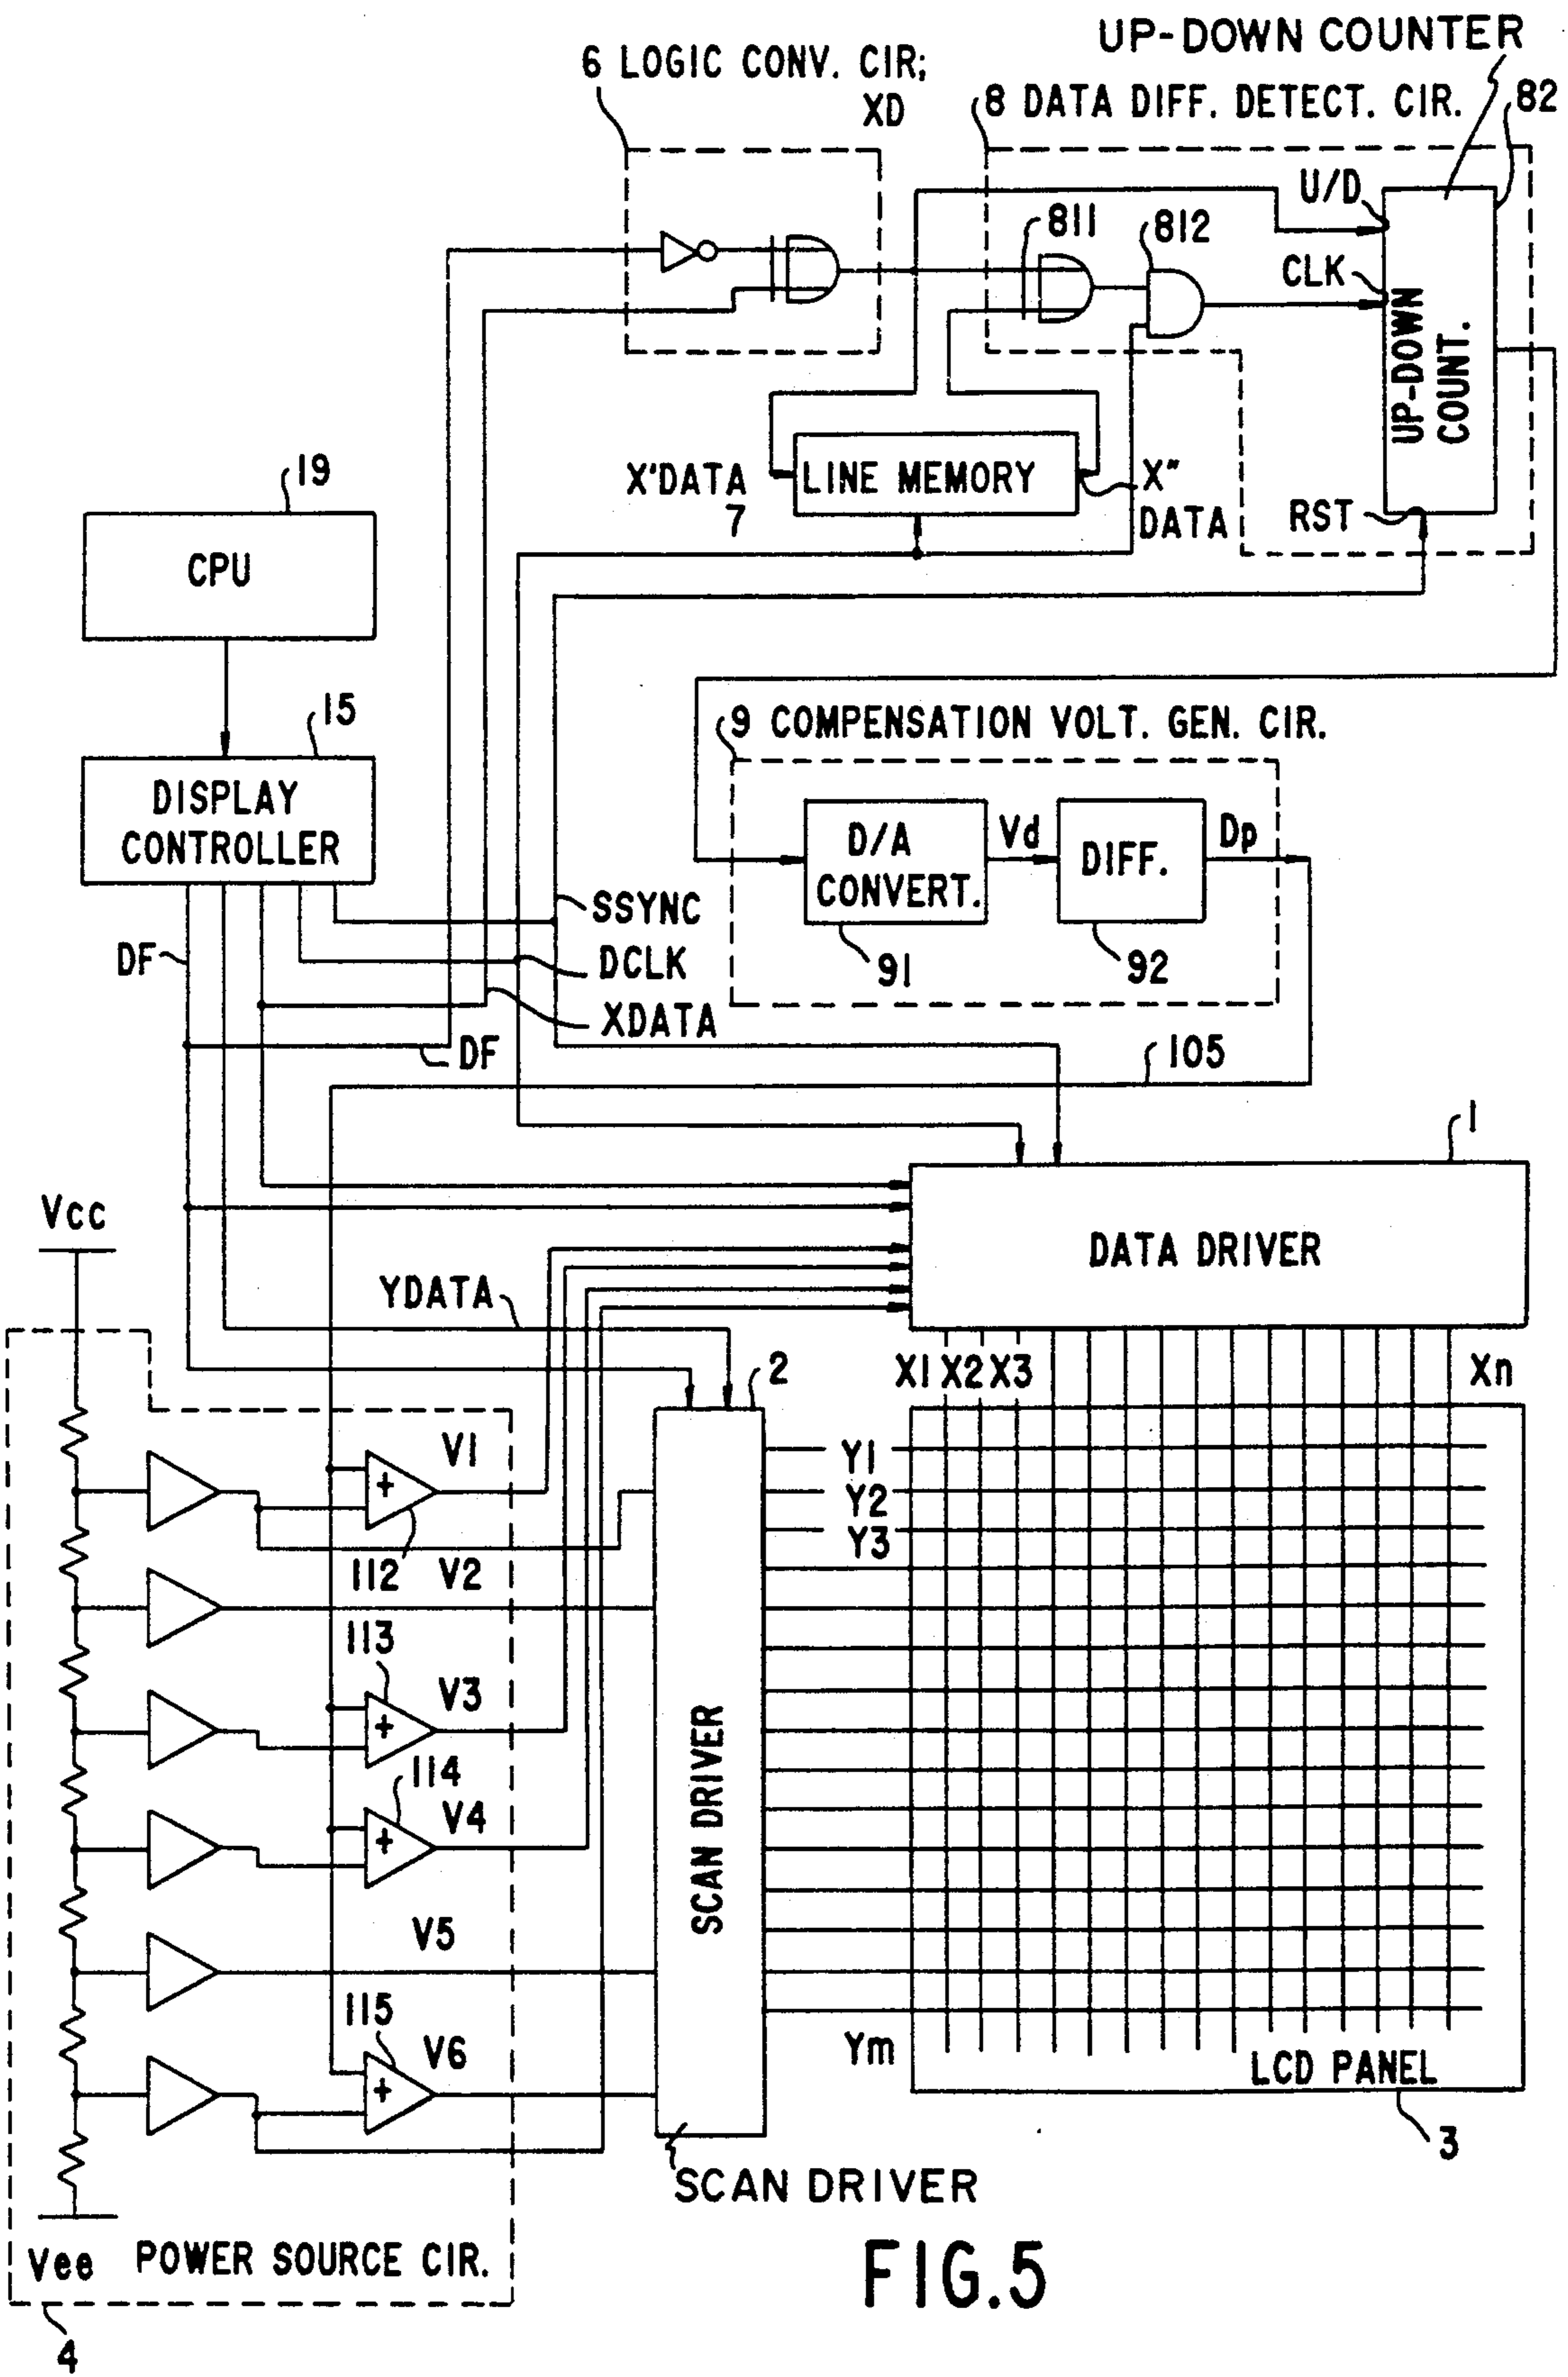 UP-DOWN COUNTER
6 LOGIC CONV. CIR;
XD
8 DATA DIFF. DETECT. CIR.
82
U/D
811
812
CLK
UP-DOWN
COUNT.
X'DATA
7
LINE MEMORY
X"
DATA
RST
19
CPU
15
DISPLAY
CONTROLLER
9 COMPENSATION VOLT. GEN. CIR.
D/A
CONVERT.
Vd
DIFF.
Dp
91
92
SSYNC
DF
DCLK
XDATA
DF
105
1
Vcc
DATA DRIVER
YDATA
2
X1 X2 X3
Xn
V1
Y1
Y2
Y3
112
V2
113
V3
114
V4
SCAN DRIVER
V5
115
V6
Ym
LCD PANEL
3
SCAN DRIVER
Vee
POWER SOURCE CIR.
4
+
+
+
+
FIG.5